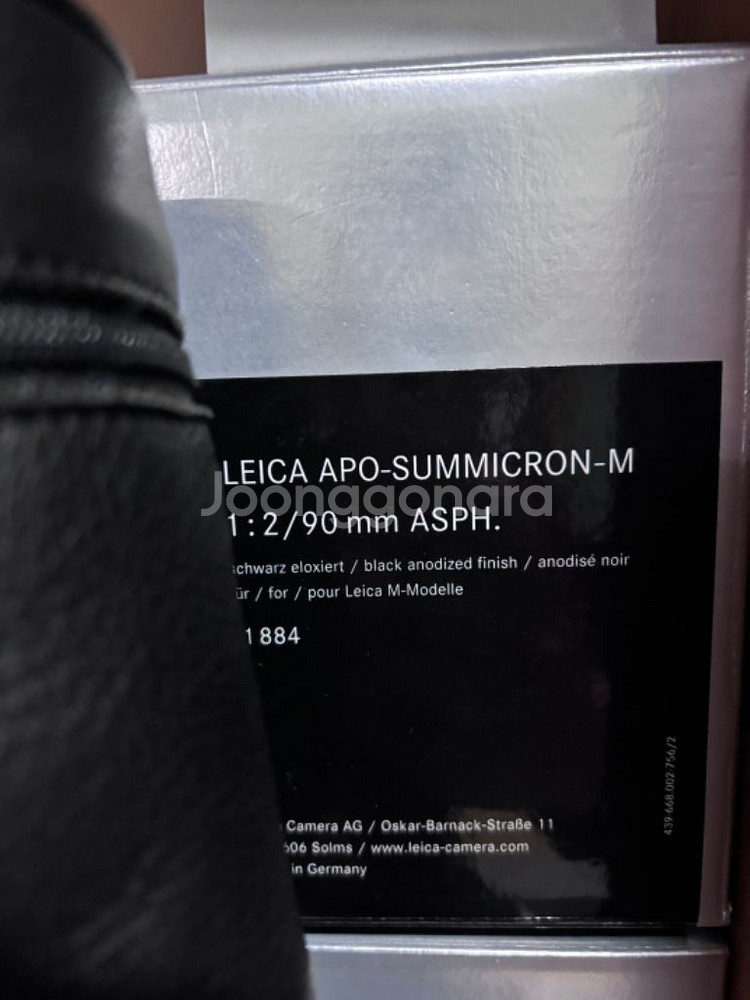 LEICA APO-SUMMICRON-M
Joonggonara
1:2/90 mm ASPH.
schwarz eloxiert / black anodized finish / anodisé noir
ür / for / pour Leica M-Modelle
1884
Camera AG / Oskar-Barnack-Straße 11
606 Solms / www.leica-camera.com
in Germany
439-668.002-756/2